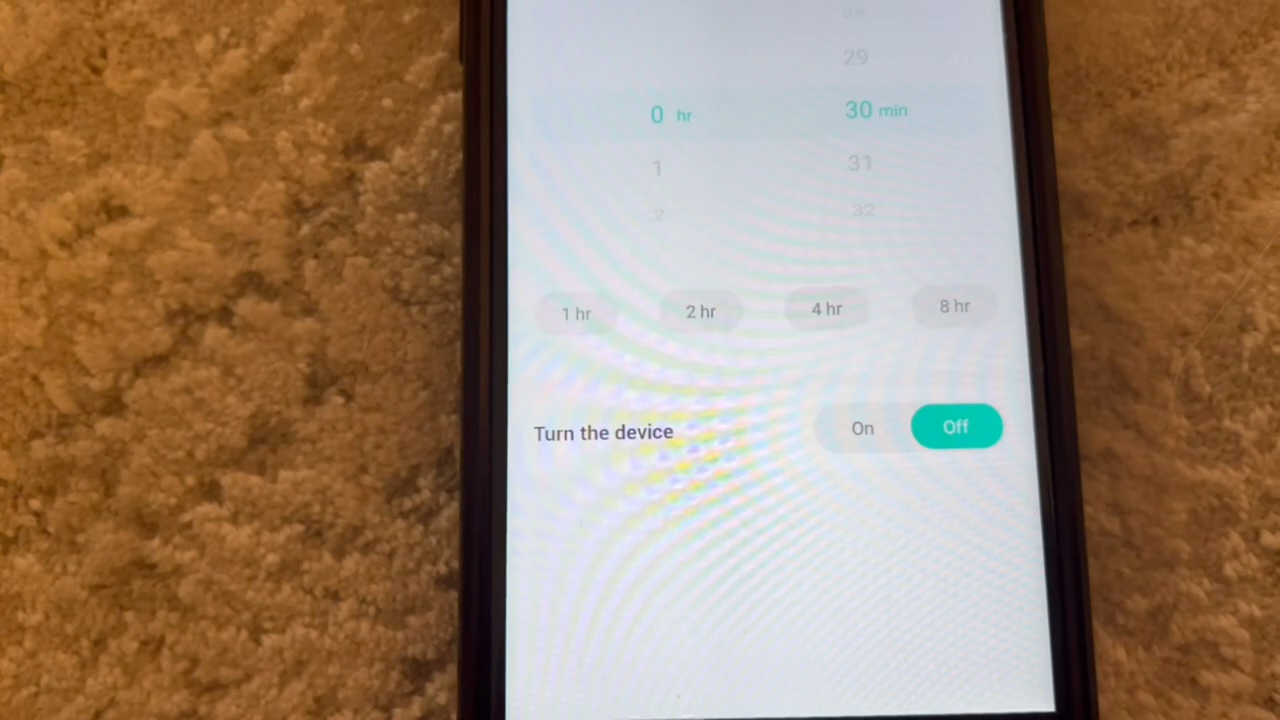 29
0 hr 30 min
1 31
2 32
1 hr 2 hr 4 hr 8 hr
Turn the device On Off